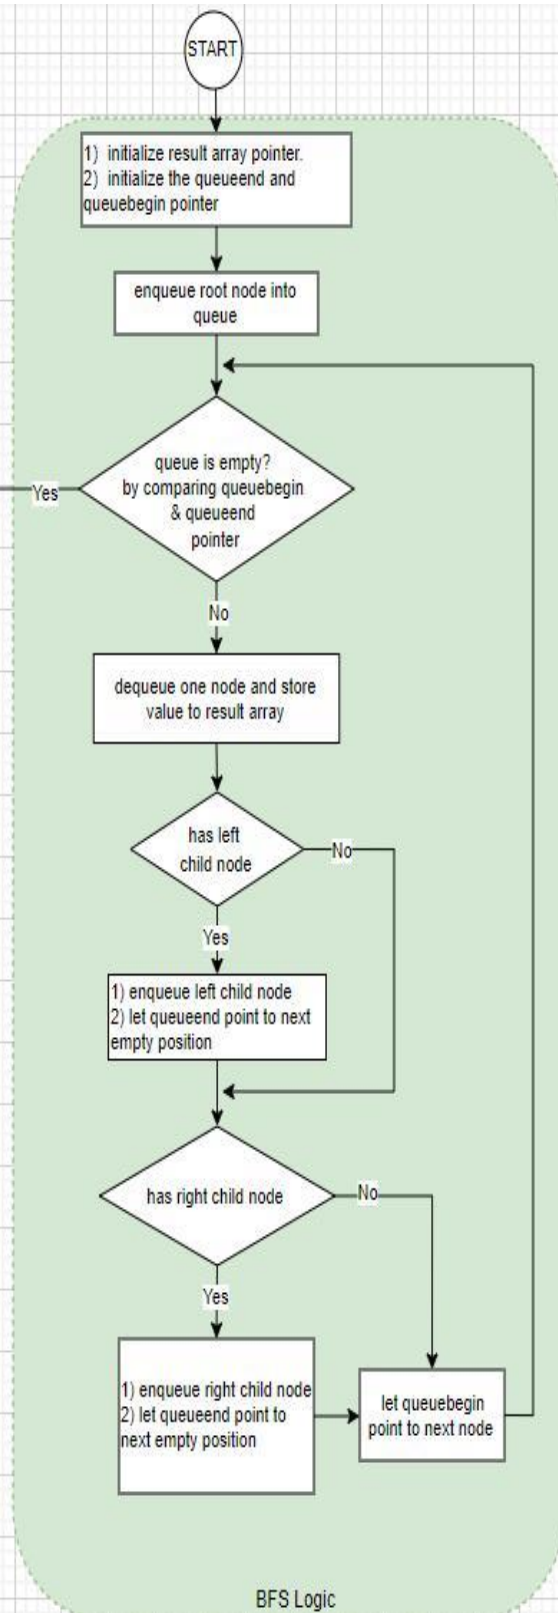 START
1) initialize result array pointer.
2) initialize the queueend and
queuebegin pointer
enqueue root node into
queue
queue is empty?
by comparing queuebegin
& queueend
pointer
Yes
No
dequeue one node and store
value to result array
has left
child node
No
Yes
1) enqueue left child node
2) let queueend point to next
empty position
has right child node
No
Yes
1) enqueue right child node
2) let queueend point to
next empty position
let queuebegin
point to next node
BFS Logic